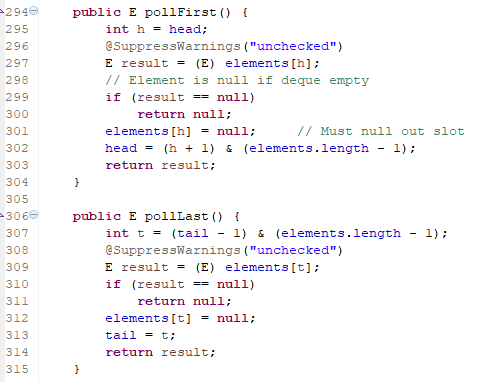 294 public E pollFirst() {
295 int h = head;
296 @SuppressWarnings("unchecked")
297 E result = (E) elements[h];
298 // Element is null if deque empty
299 if (result == null)
300 return null;
301 elements[h] = null; // Must null out slot
302 head = (h + 1) & (elements.length - 1);
303 return result;
304 }
305
306 public E pollLast() {
307 int t = (tail - 1) & (elements.length - 1);
308 @SuppressWarnings("unchecked")
309 E result = (E) elements[t];
310 if (result == null)
311 return null;
312 elements[t] = null;
313 tail = t;
314 return result;
315 }